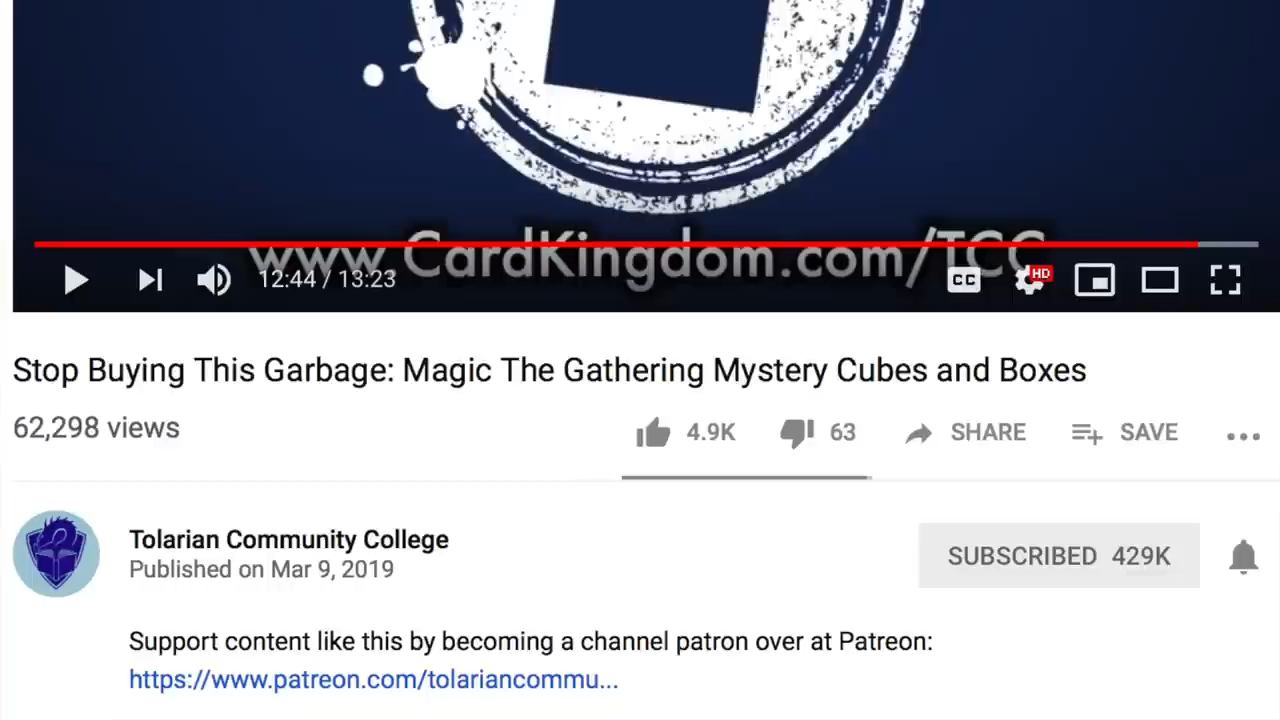 www.CardKingdom.com/TCC
12:44 / 13:23
CC
HD
Stop Buying This Garbage: Magic The Gathering Mystery Cubes and Boxes
62,298 views
4.9K
63
SHARE
SAVE
Tolarian Community College
Published on Mar 9, 2019
SUBSCRIBED 429K
Support content like this by becoming a channel patron over at Patreon:
https://www.patreon.com/tolariancommu...